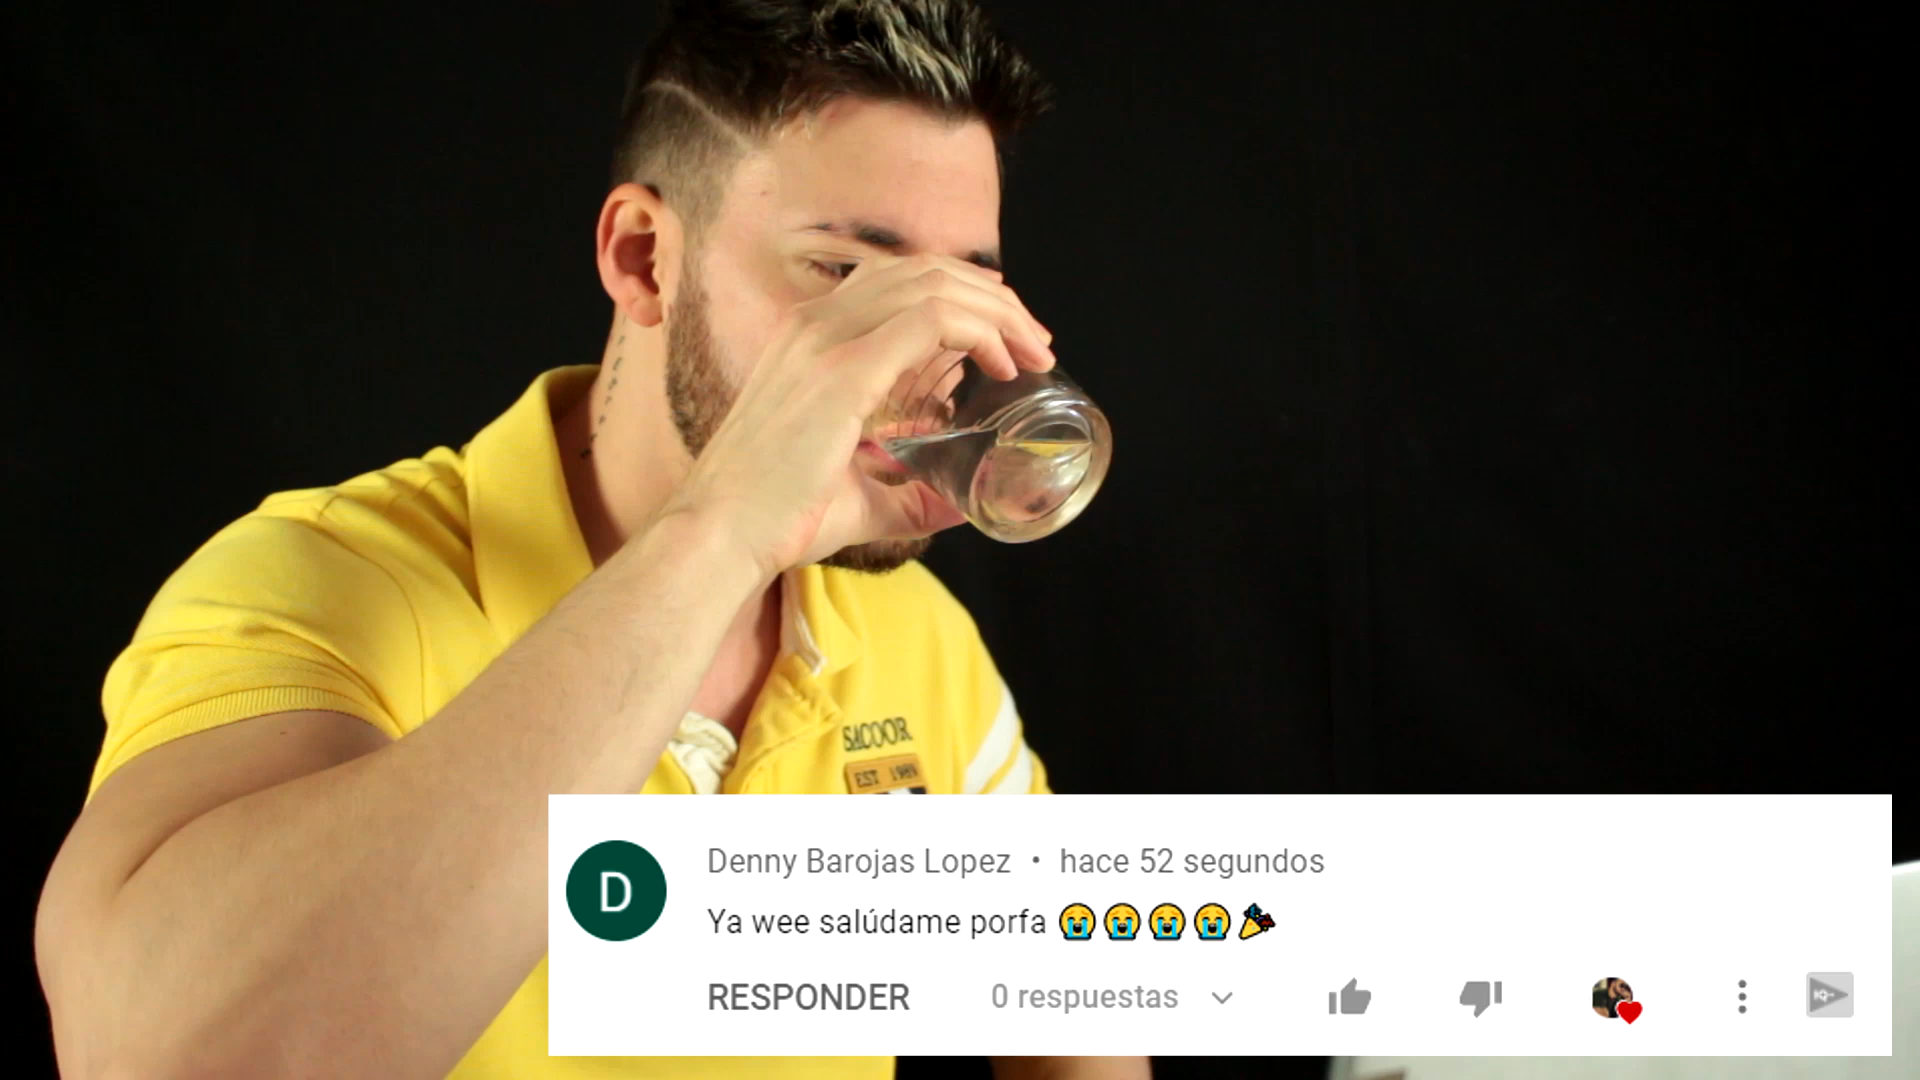 SACOOR
EST 1989
D
Denny Barojas Lopez • hace 52 segundos
Ya wee salúdame porfa 😭😭😭😭🎉
RESPONDER 0 respuestas